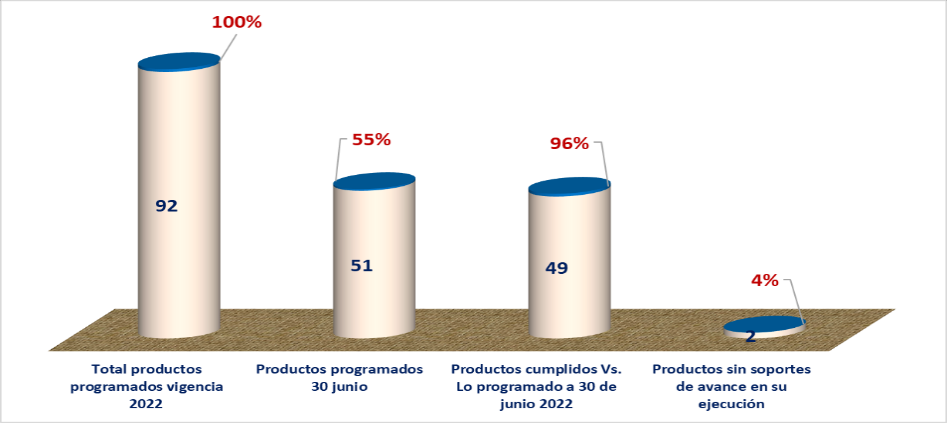 100%
55%
96%
4%
92
51
49
2
Total productos
programados vigencia
2022
Productos programados
30 junio
Productos cumplidos Vs.
Lo programado a 30 de
junio 2022
Productos sin soportes
de avance en su
ejecución